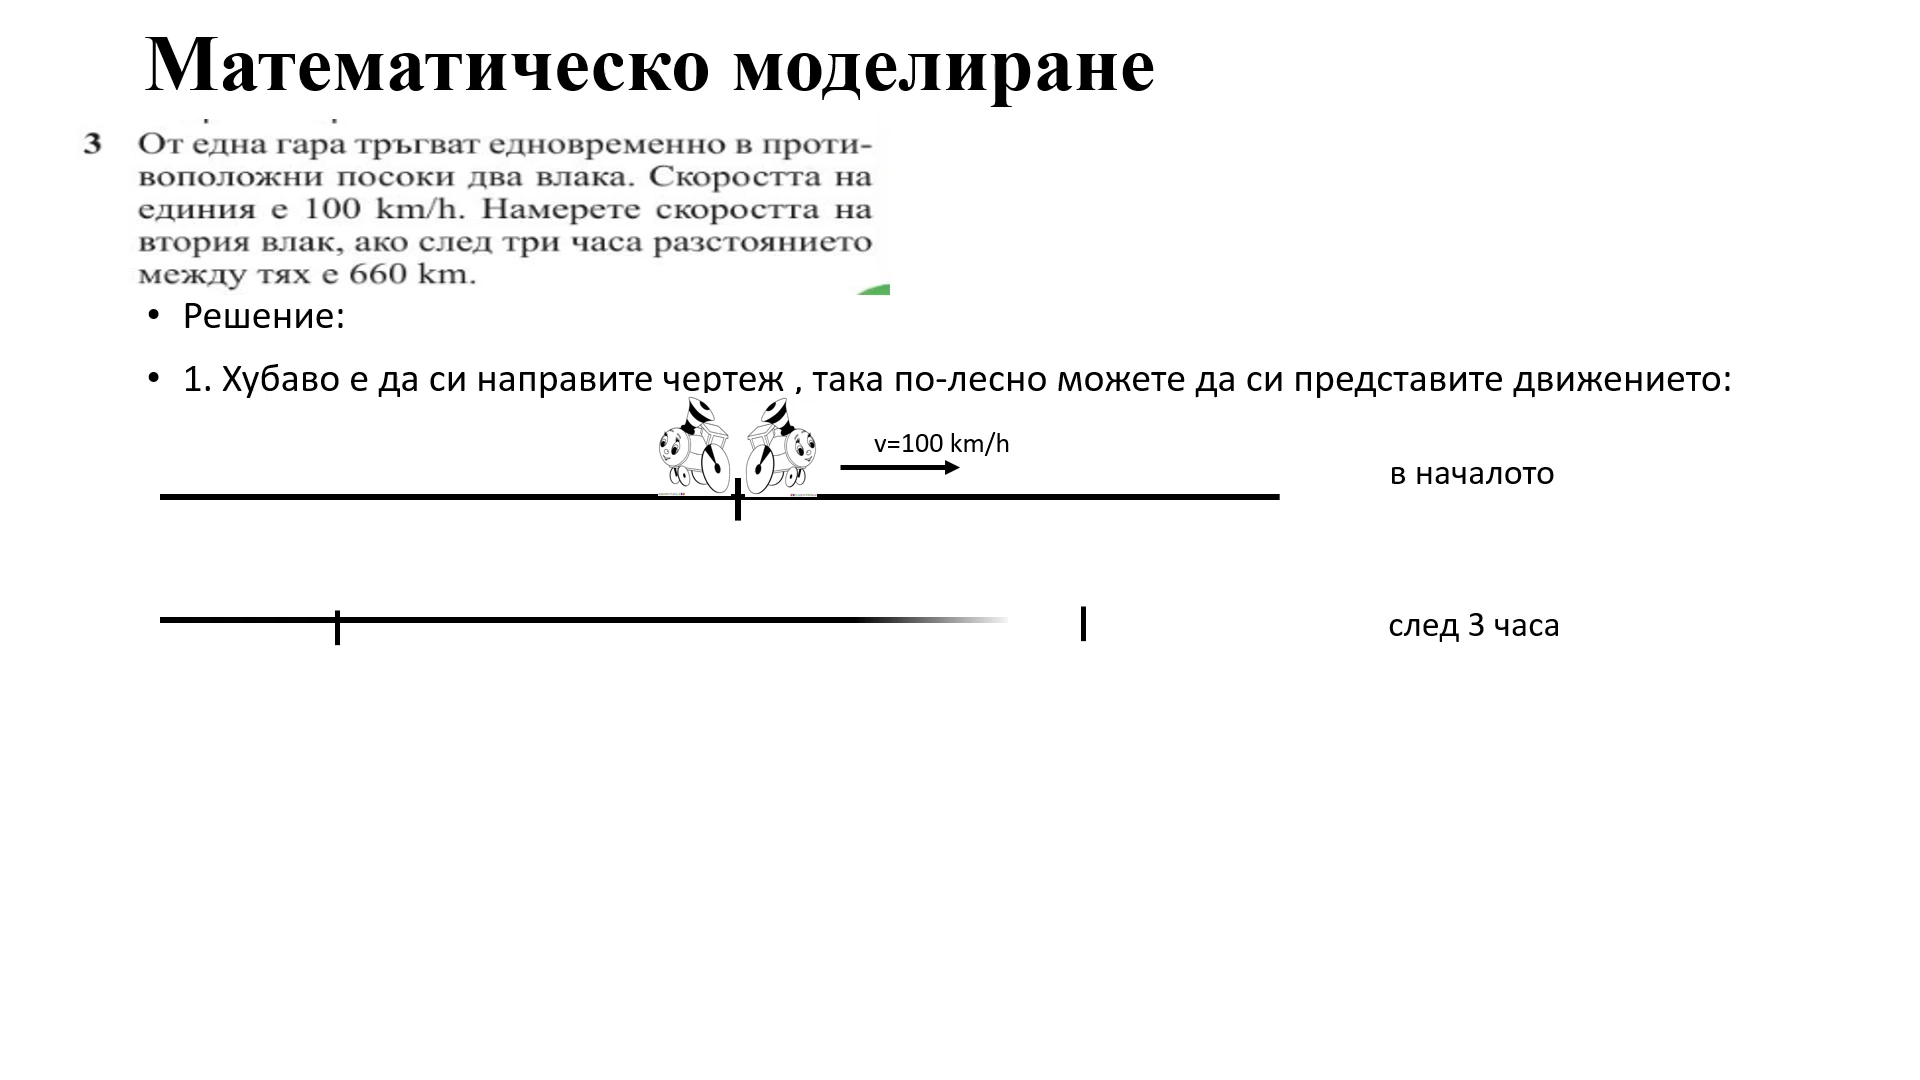 Математическо моделиране
3 От една гара тръгват едновременно в проти-
воположни посоки два влака. Скоростта на
единия е 100 km/h. Намерете скоростта на
втория влак, ако след три часа разстоянието
между тях е 660 km.
• Решение:
• 1. Хубаво е да си направите чертеж , така по-лесно можете да си представите движението:
v=100 km/h
в началото
след 3 часа